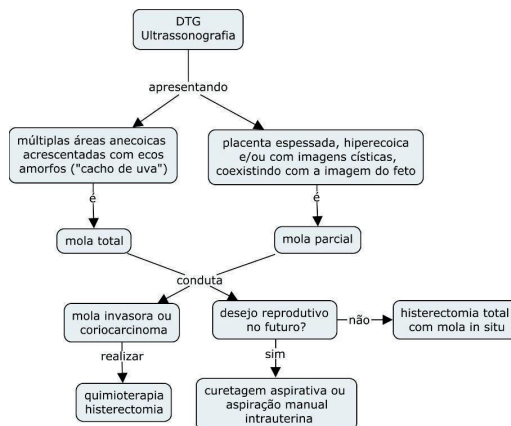 DTG
Ultrassonografia
apresentando
múltiplas áreas anecoicas
acrescentadas com ecos
amorfos ("cacho de uva")
placenta espessada, hiperecoica
e/ou com imagens císticas,
coexistindo com a imagem do feto
é
é
mola total
mola parcial
conduta
mola invasora ou
coriocarcinoma
desejo reprodutivo
no futuro?
não
histerectomia total
com mola in situ
realizar
sim
quimioterapia
histerectomia
curetagem aspirativa ou
aspiração manual
intrauterina